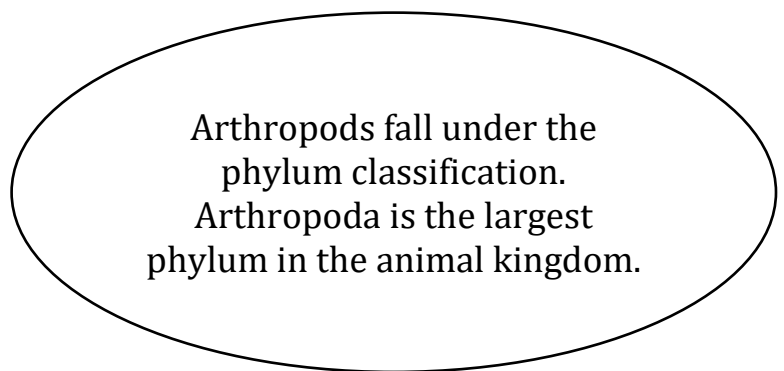 Arthropods fall under the
phylum classification.
Arthropoda is the largest
phylum in the animal kingdom.